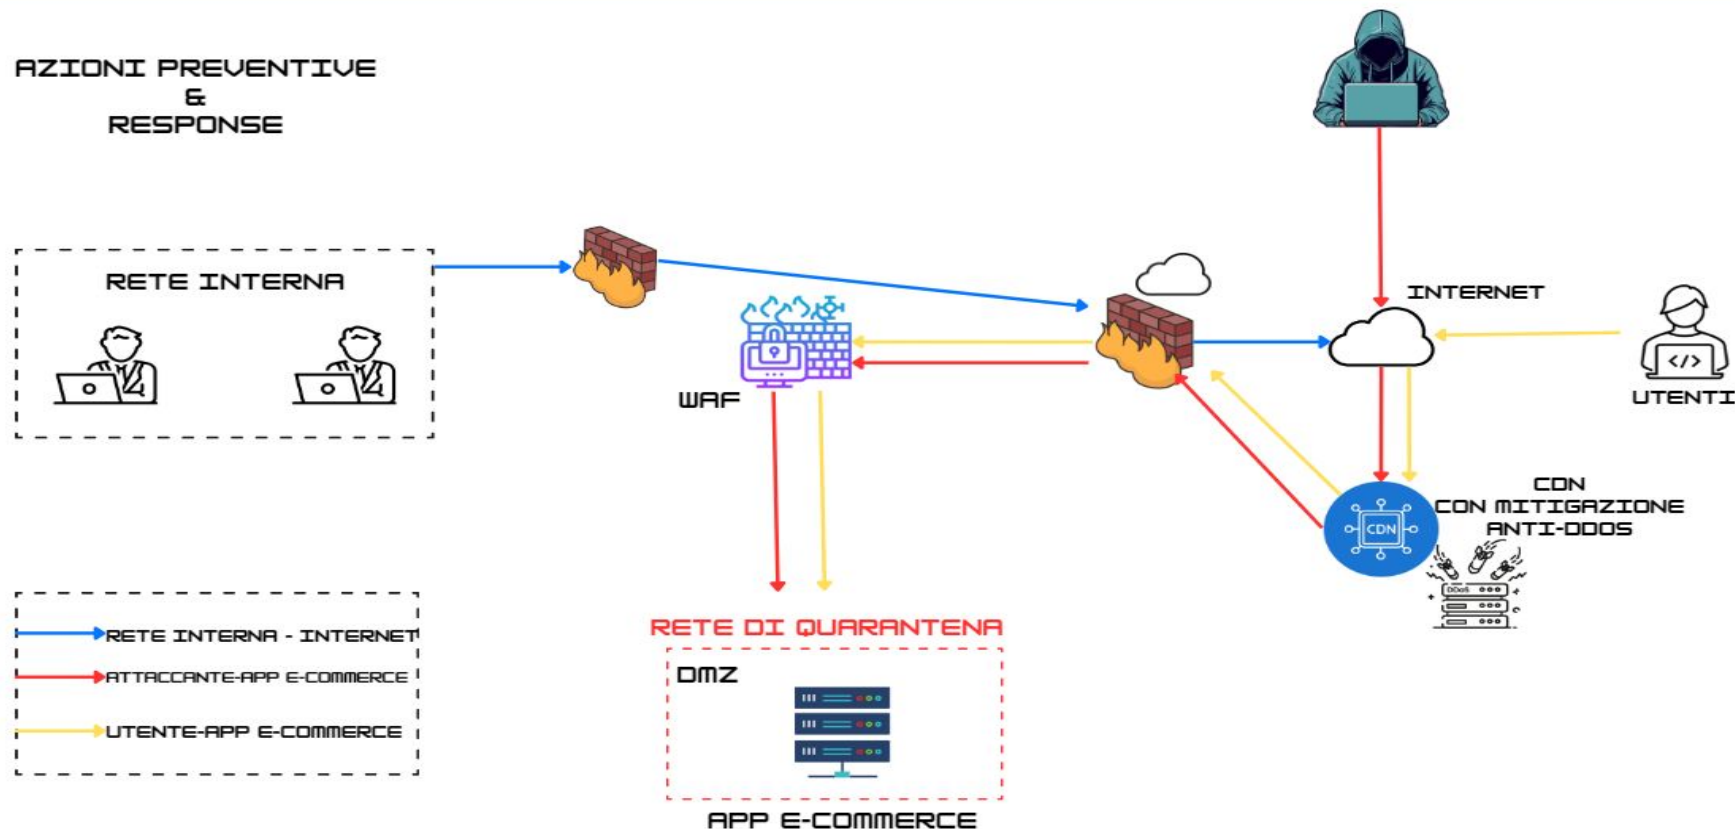 AZIONI PREVENTIVE
&
RESPONSE
RETE INTERNA
INTERNET
UTENTI
WAF
CDN
CON MITIGAZIONE
ANTI-DDOS
CDN
DDoS
RETE INTERNA - INTERNET
ATTACCANTE-APP E-COMMERCE
UTENTE-APP E-COMMERCE
RETE DI QUARANTENA
DMZ
APP E-COMMERCE